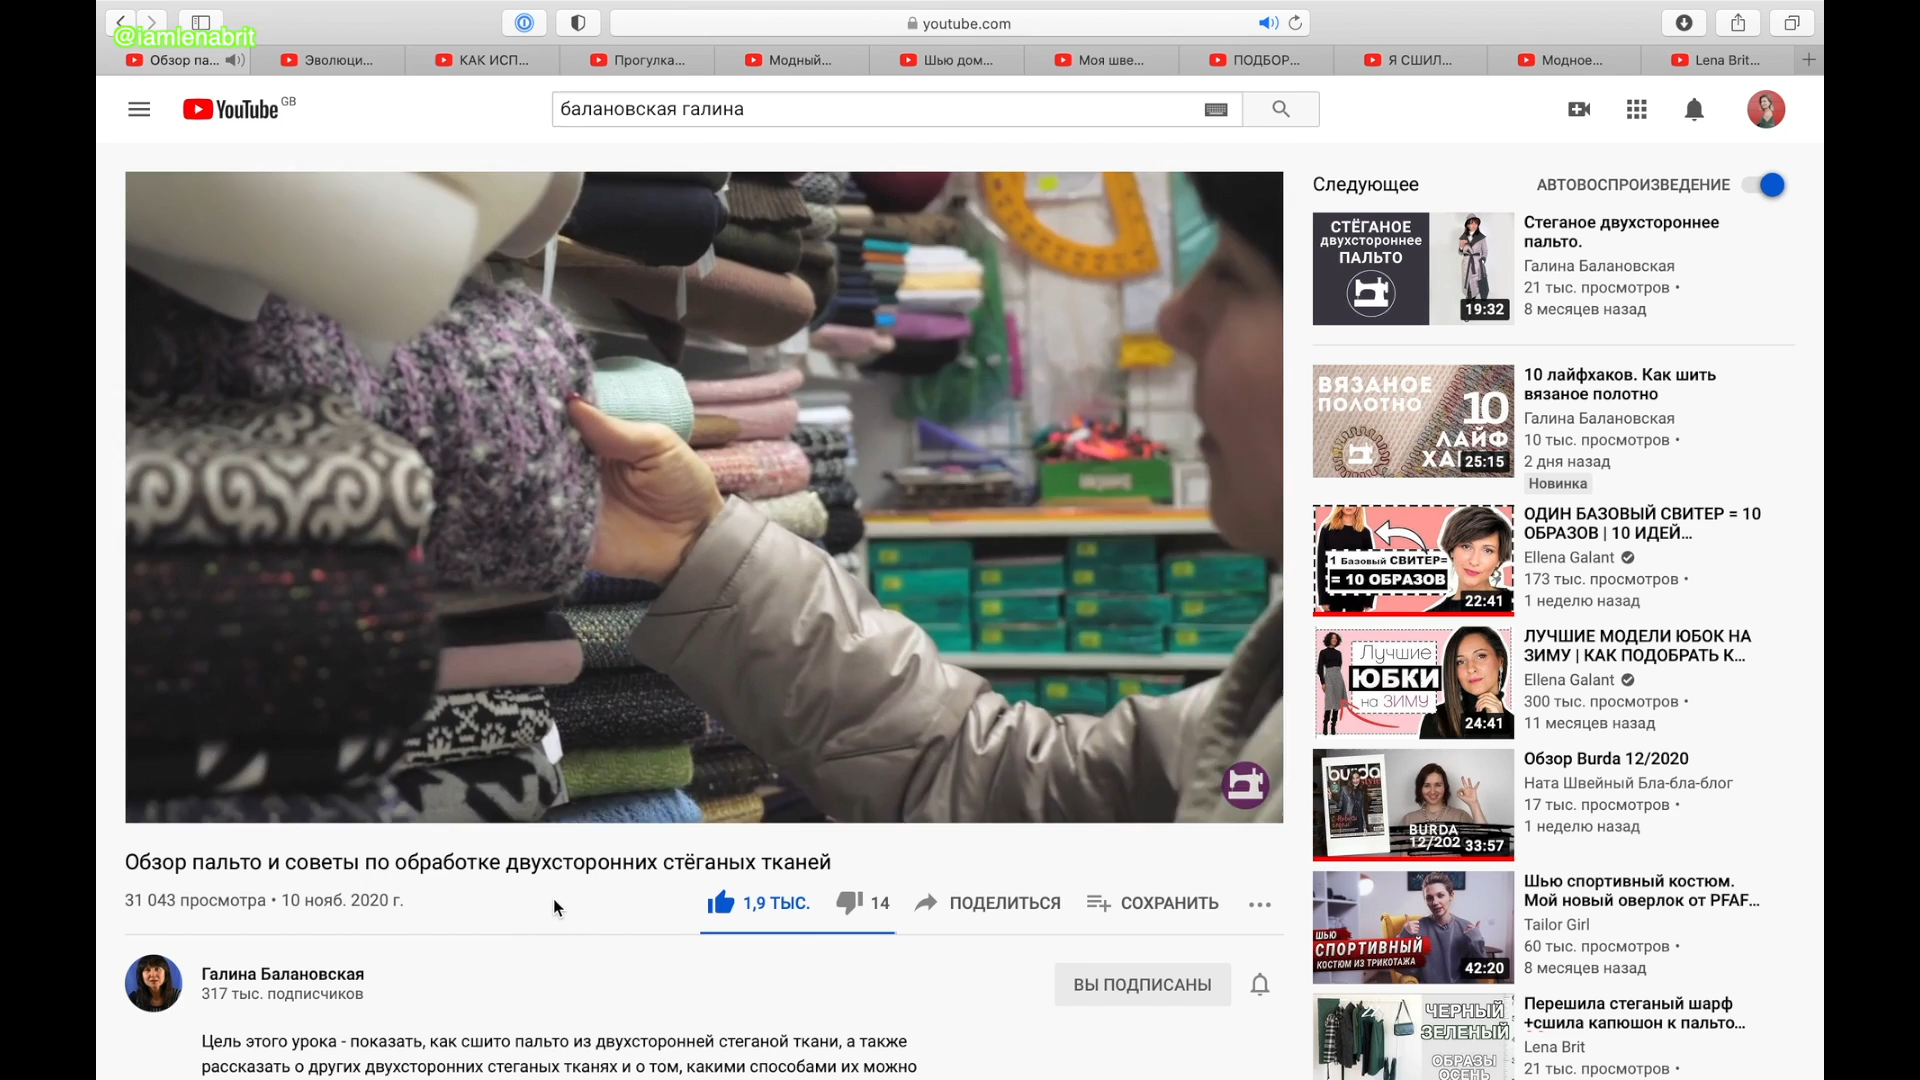 @iamlenabrit
youtube.com
Обзор па...
Эволюци...
КАК ИСП...
Прогулка...
Модный...
Шью дом...
Моя шве...
ПОДБОР...
Я СШИЛ...
Модное...
Lena Brit...
YouTube GB
балановская галина
Обзор пальто и советы по обработке двухсторонних стёганых тканей
31 043 просмотра • 10 нояб. 2020 г.
1,9 ТЫС.
14
ПОДЕЛИТЬСЯ
СОХРАНИТЬ
Галина Балановская
317 тыс. подписчиков
ВЫ ПОДПИСАНЫ
Цель этого урока - показать, как сшито пальто из двухсторонней стеганой ткани, а также
рассказать о других двухсторонних стеганых тканях и о том, какими способами их можно
Следующее
АВТОВОСПРОИЗВЕДЕНИЕ
СТЁГАНОЕ
двухстороннее
ПАЛЬТО
19:32
Стеганое двухстороннее
пальто.
Галина Балановская
21 тыс. просмотров •
8 месяцев назад
ВЯЗАНОЕ
ПОЛОТНО
10
ЛАЙФ
ХА
25:15
10 лайфхаков. Как шить
вязаное полотно
Галина Балановская
10 тыс. просмотров •
2 дня назад
Новинка
1 Базовый СВИТЕР=
= 10 ОБРАЗОВ
22:41
ОДИН БАЗОВЫЙ СВИТЕР = 10
ОБРАЗОВ | 10 ИДЕЙ...
Ellena Galant
173 тыс. просмотров •
1 неделю назад
Лучшие
ЮБКИ
на ЗИМУ
24:41
ЛУЧШИЕ МОДЕЛИ ЮБОК НА
ЗИМУ | КАК ПОДОБРАТЬ К...
Ellena Galant
300 тыс. просмотров •
11 месяцев назад
burda
BURDA
12/202
33:57
Обзор Burda 12/2020
Ната Швейный Бла-бла-блог
17 тыс. просмотров •
1 неделю назад
ШЬЮ
СПОРТИВНЫЙ
КОСТЮМ ИЗ ТРИКОТАЖА
42:20
Шью спортивный костюм.
Мой новый оверлок от PFAF...
Tailor Girl
60 тыс. просмотров •
8 месяцев назад
ЧЕРНЫЙ
ЗЕЛЕНЫЙ
ОБРАЗЫ
ОСЕНЬ
Перешила стеганый шарф
+сшила капюшон к пальто...
Lena Brit
21 тыс. просмотров •